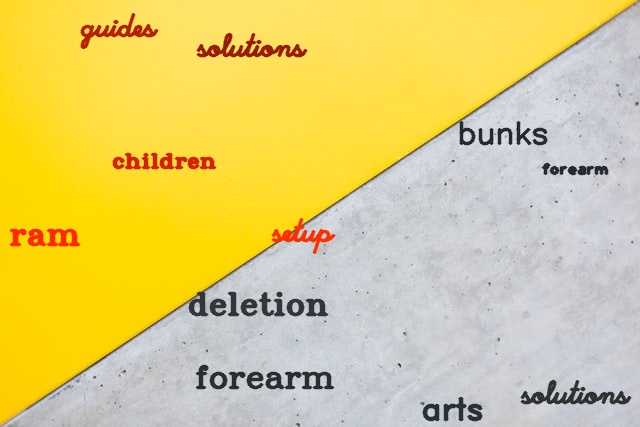 guides
solutions
bunks
children
forearm
ram
setup
deletion
forearm
solutions
arts